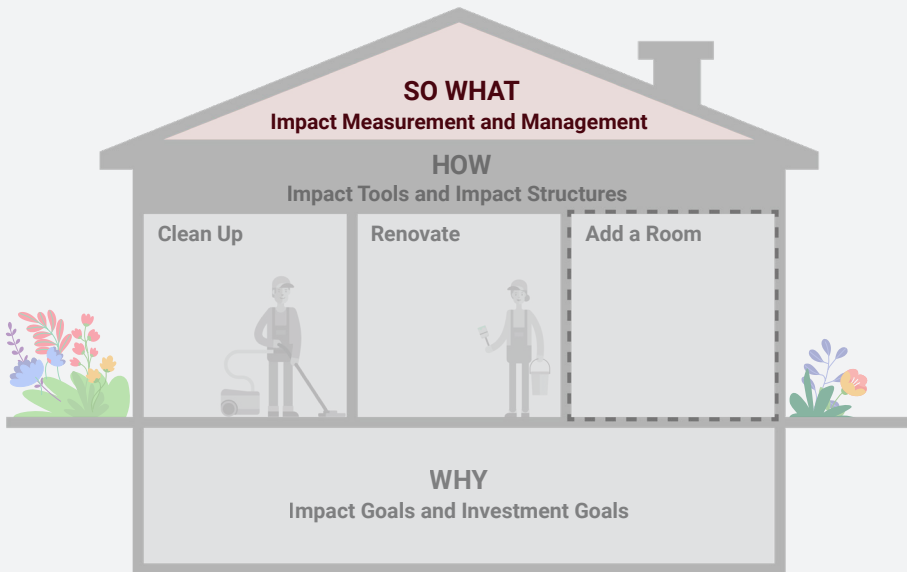 SO WHAT
Impact Measurement and Management
HOW
Impact Tools and Impact Structures
Clean Up
Renovate
Add a Room
WHY
Impact Goals and Investment Goals